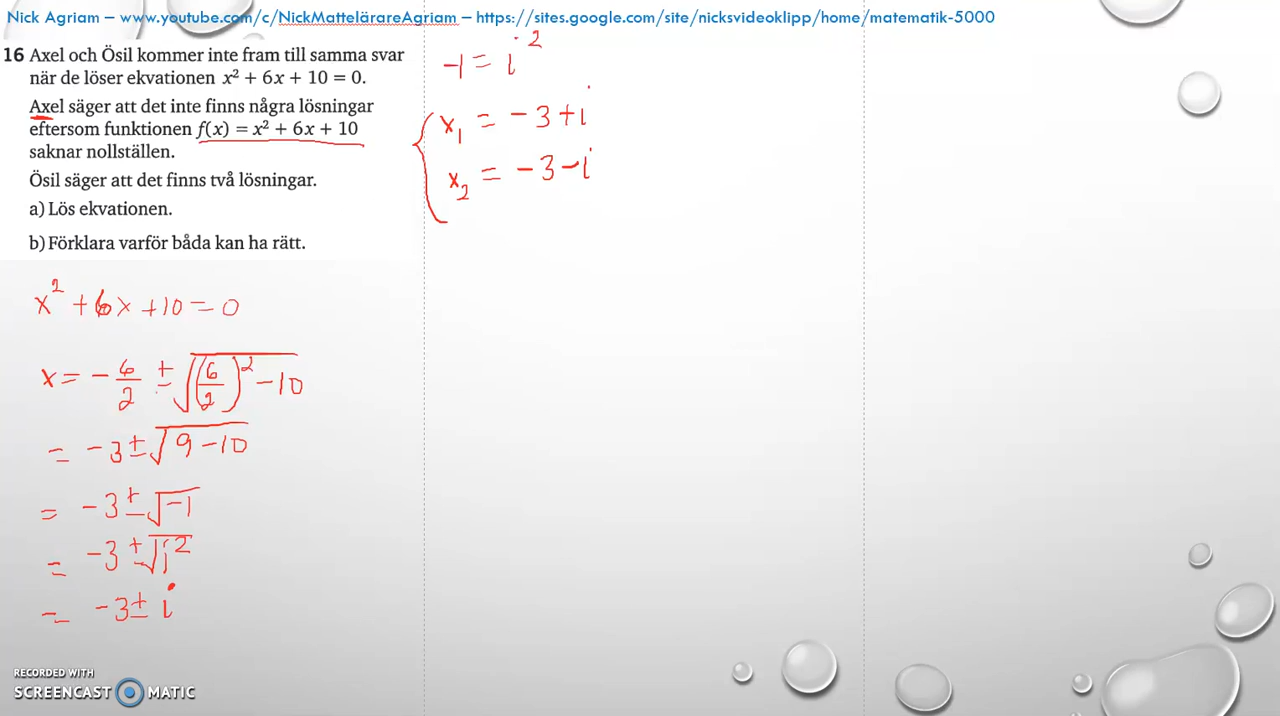 Nick Agriam – www.youtube.com/c/NickMattelärareAgriam – https://sites.google.com/site/nicksvideoklipp/home/matematik-5000
16 Axel och Ösil kommer inte fram till samma svar
när de löser ekvationen x² + 6x + 10 = 0.
Axel säger att det inte finns några lösningar
eftersom funktionen f(x) = x² + 6x + 10
saknar nollställen.
Ösil säger att det finns två lösningar.
a) Lös ekvationen.
b) Förklara varför båda kan ha rätt.
x² + 6x + 10 = 0
x = - 6/2 ± √((6/2)² - 10)
= -3 ± √(9 - 10)
= -3 ± √(-1)
= -3 ± √(i²)
= -3 ± i
-1 = i²
x₁ = -3 + i
x₂ = -3 - i
RECORDED WITH
SCREENCAST MATIC